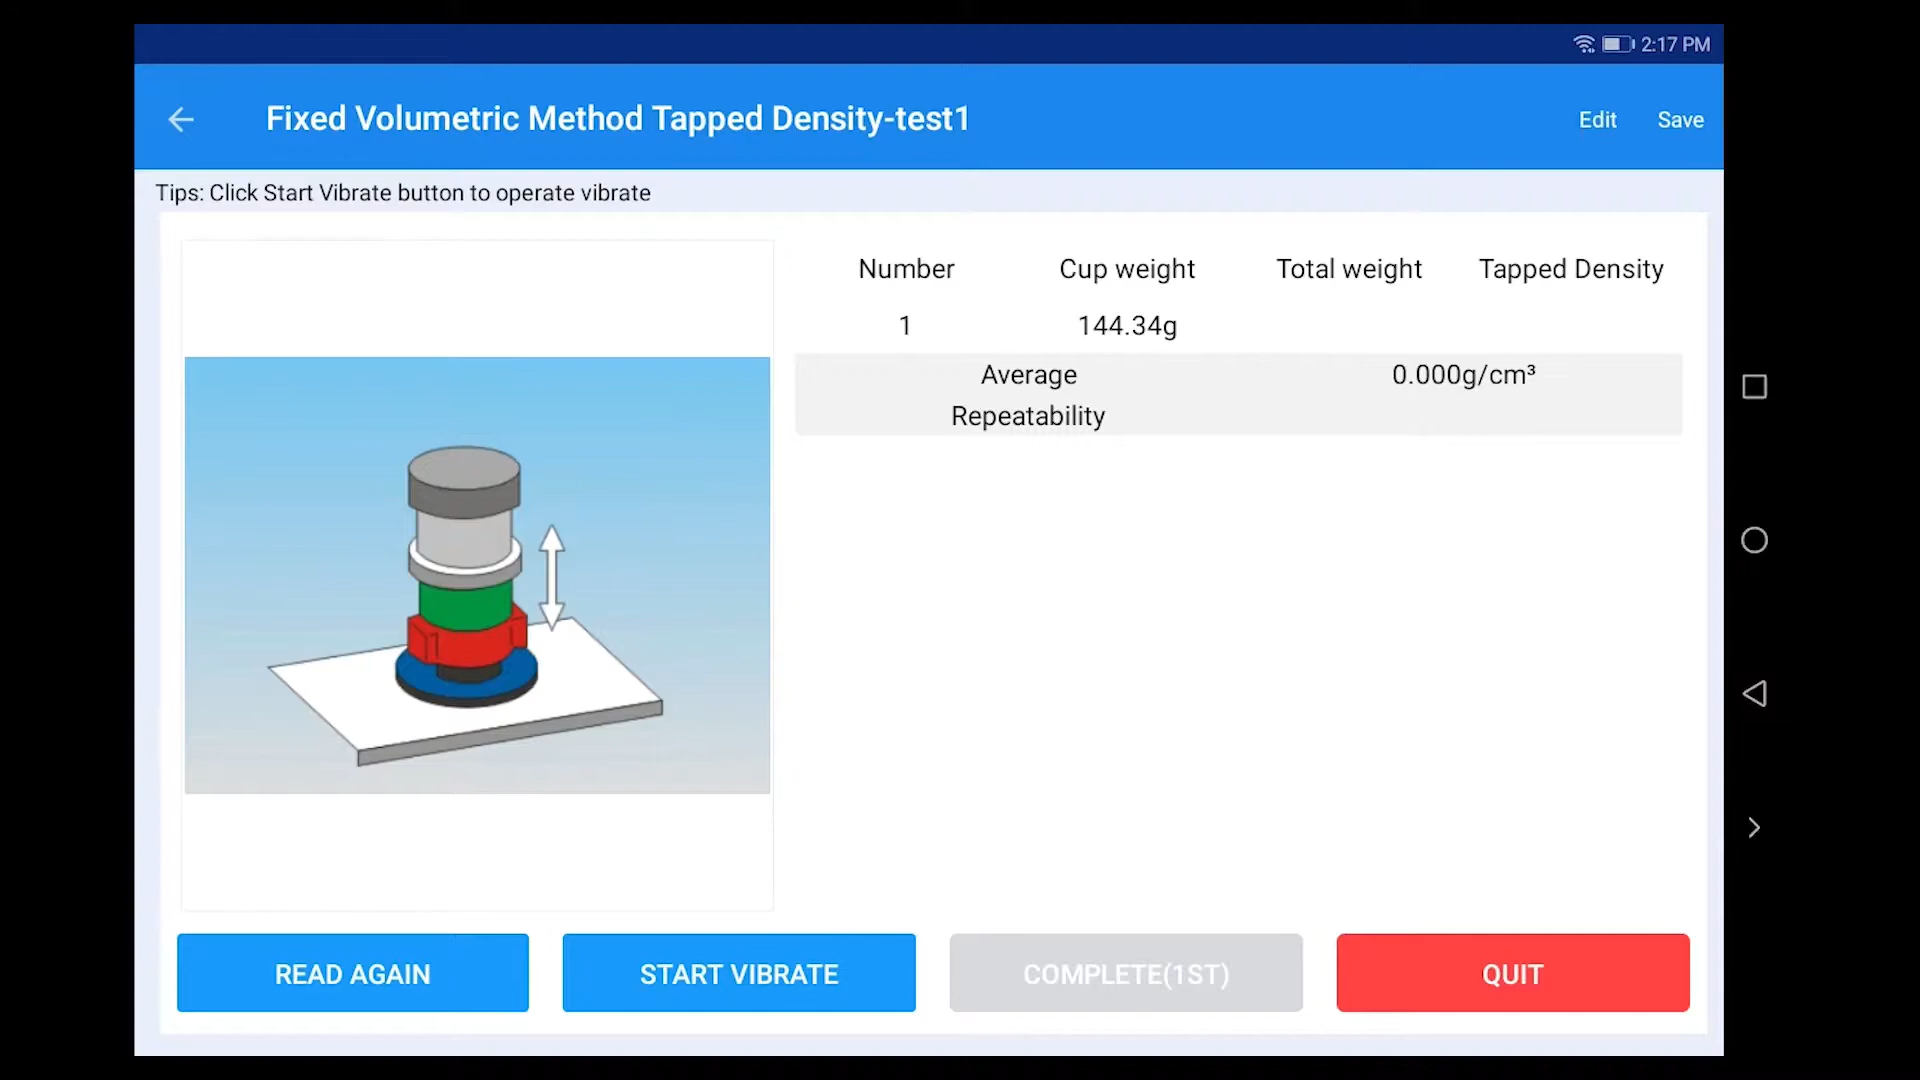 2:17 PM
Fixed Volumetric Method Tapped Density-test1
Edit
Save
Tips: Click Start Vibrate button to operate vibrate
Number Cup weight Total weight Tapped Density
1 144.34g
Average 0.000g/cm³
Repeatability
READ AGAIN
START VIBRATE
COMPLETE(1ST)
QUIT